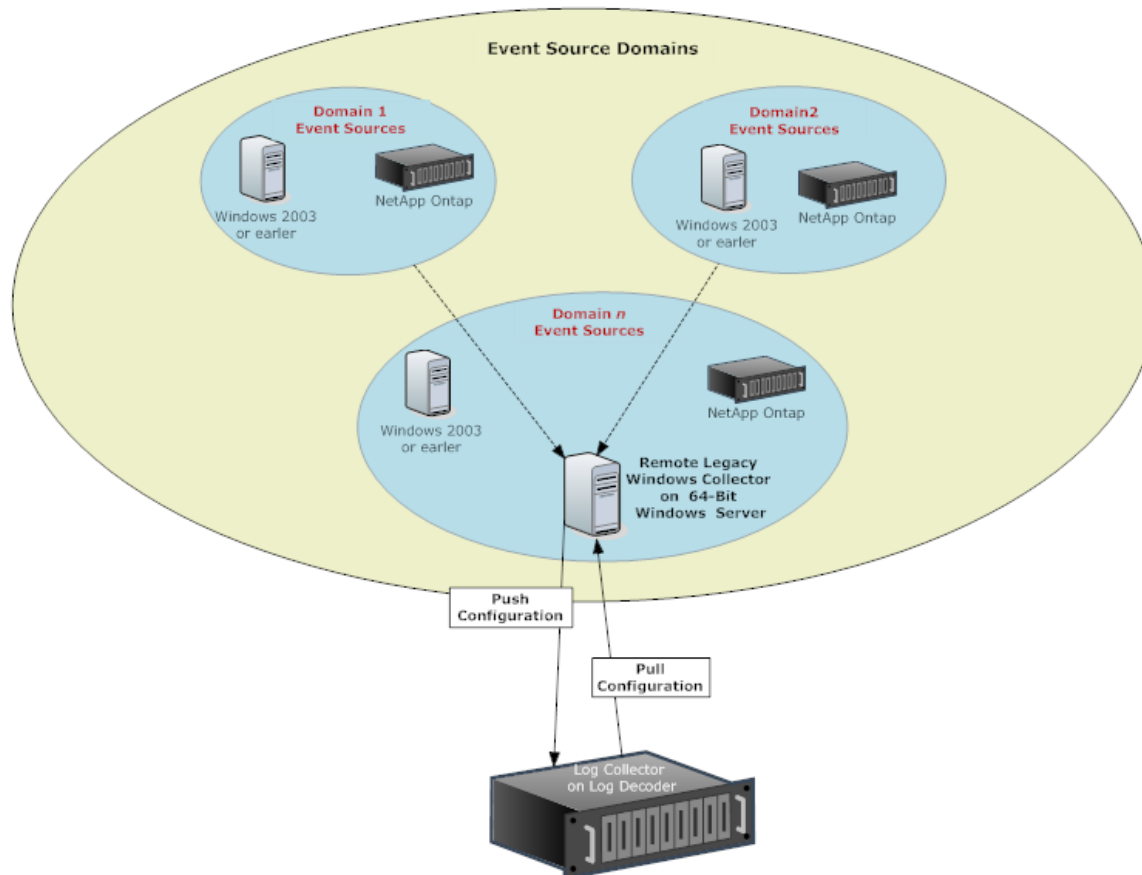 Event Source Domains
Domain 1
Event Sources
Windows 2003
or earler
NetApp Ontap
Domain2
Event Sources
Windows 2003
or earler
NetApp Ontap
Domain n
Event Sources
Windows 2003
or earler
NetApp Ontap
Remote Legacy
Windows Collector
on 64-Bit
Windows Server
Push
Configuration
Pull
Configuration
Log Collector
on Log Decoder